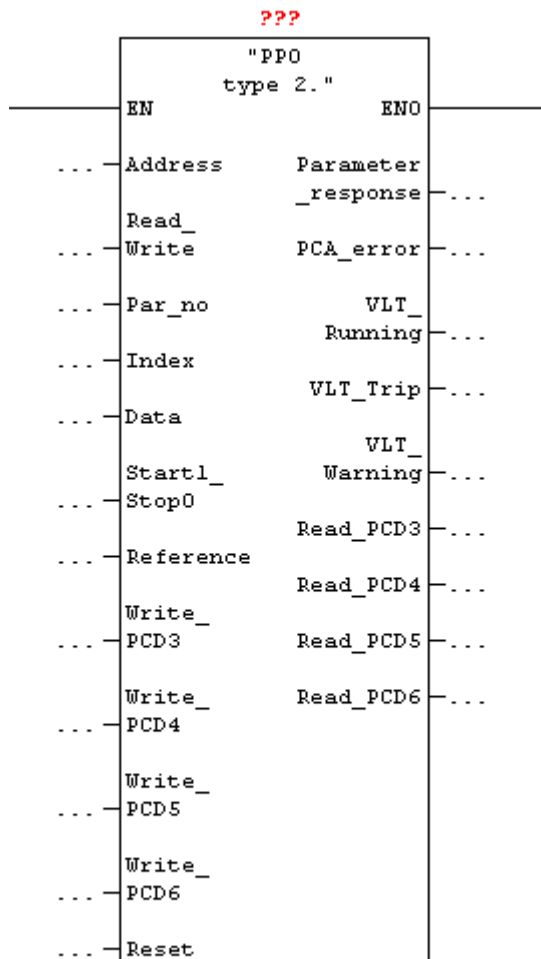 ???
"PPO
type 2."
EN ENO
... Address Parameter
_response ...
Read_
... Write PCA_error ...
... Par_no VLT_
Running ...
... Index
VLT_Trip ...
... Data
VLT_
Start1_ Warning ...
... Stop0
Read_PCD3 ...
... Reference
Read_PCD4 ...
Write_
... PCD3 Read_PCD5 ...
Write_ Read_PCD6 ...
... PCD4
Write_
... PCD5
Write_
... PCD6
... Reset